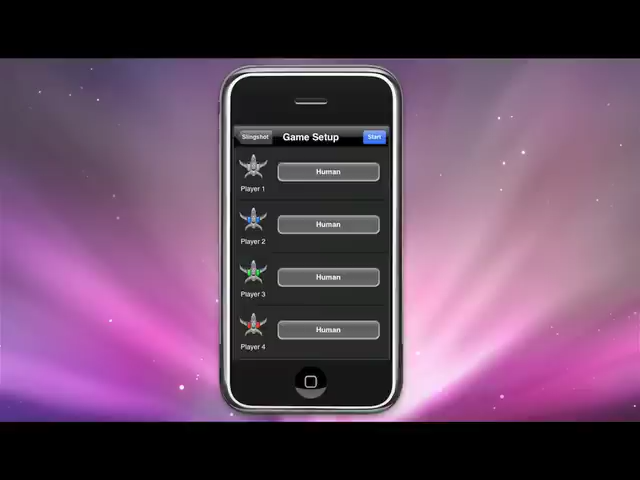 Slingshot Game Setup Start
Human
Player 1
Human
Player 2
Human
Player 3
Human
Player 4